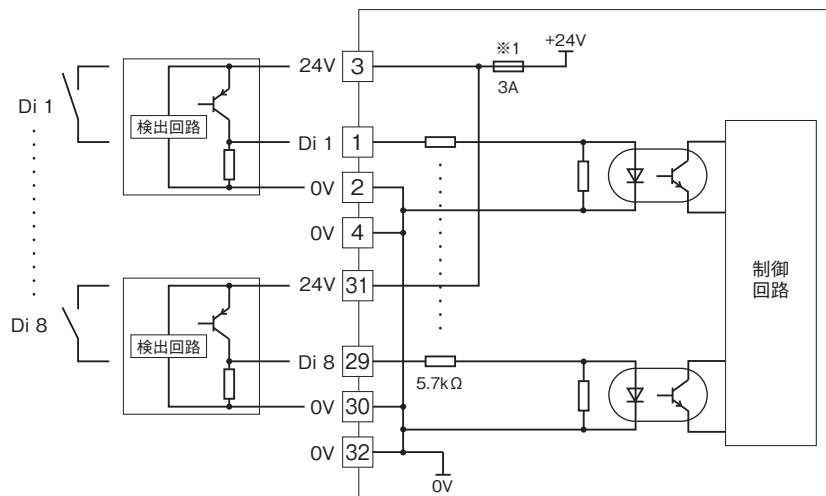 ※1
+24V
24V 3
3A
Di 1
検出回路
Di 1 1
0V 2
0V 4
24V 31
制御
回路
Di 8
検出回路
Di 8 29
5.7kΩ
0V 30
0V 32
0V